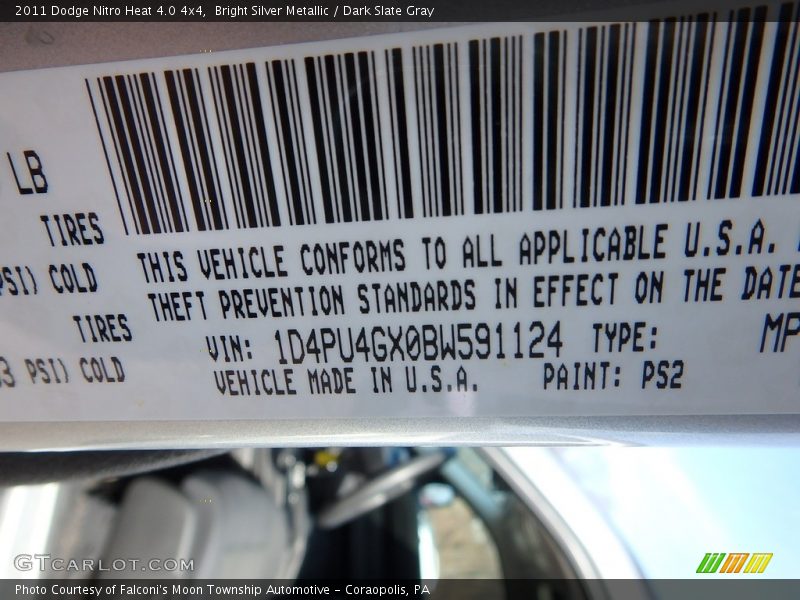 2011 Dodge Nitro Heat 4.0 4x4, Bright Silver Metallic / Dark Slate Gray
LB
TIRES
PSI) COLD
TIRES
PSI) COLD
THIS VEHICLE CONFORMS TO ALL APPLICABLE U.S.A.
THEFT PREVENTION STANDARDS IN EFFECT ON THE DATE
VIN: 1D4PU4GX0BW591124 TYPE: MP
VEHICLE MADE IN U.S.A. PAINT: PS2
GTCARLOT.COM
Photo Courtesy of Falconi's Moon Township Automotive - Coraopolis, PA